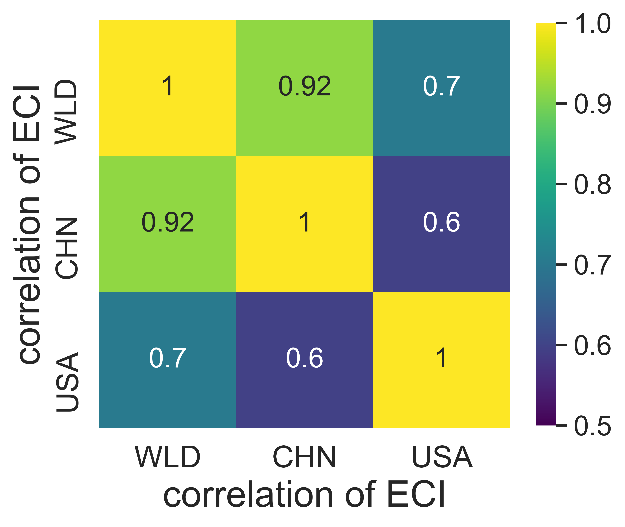 correlation of ECI
WLD
CHN
USA
1 0.92 0.7
0.92 1 0.6
0.7 0.6 1
WLD CHN USA
correlation of ECI
1.0
0.9
0.8
0.7
0.6
0.5